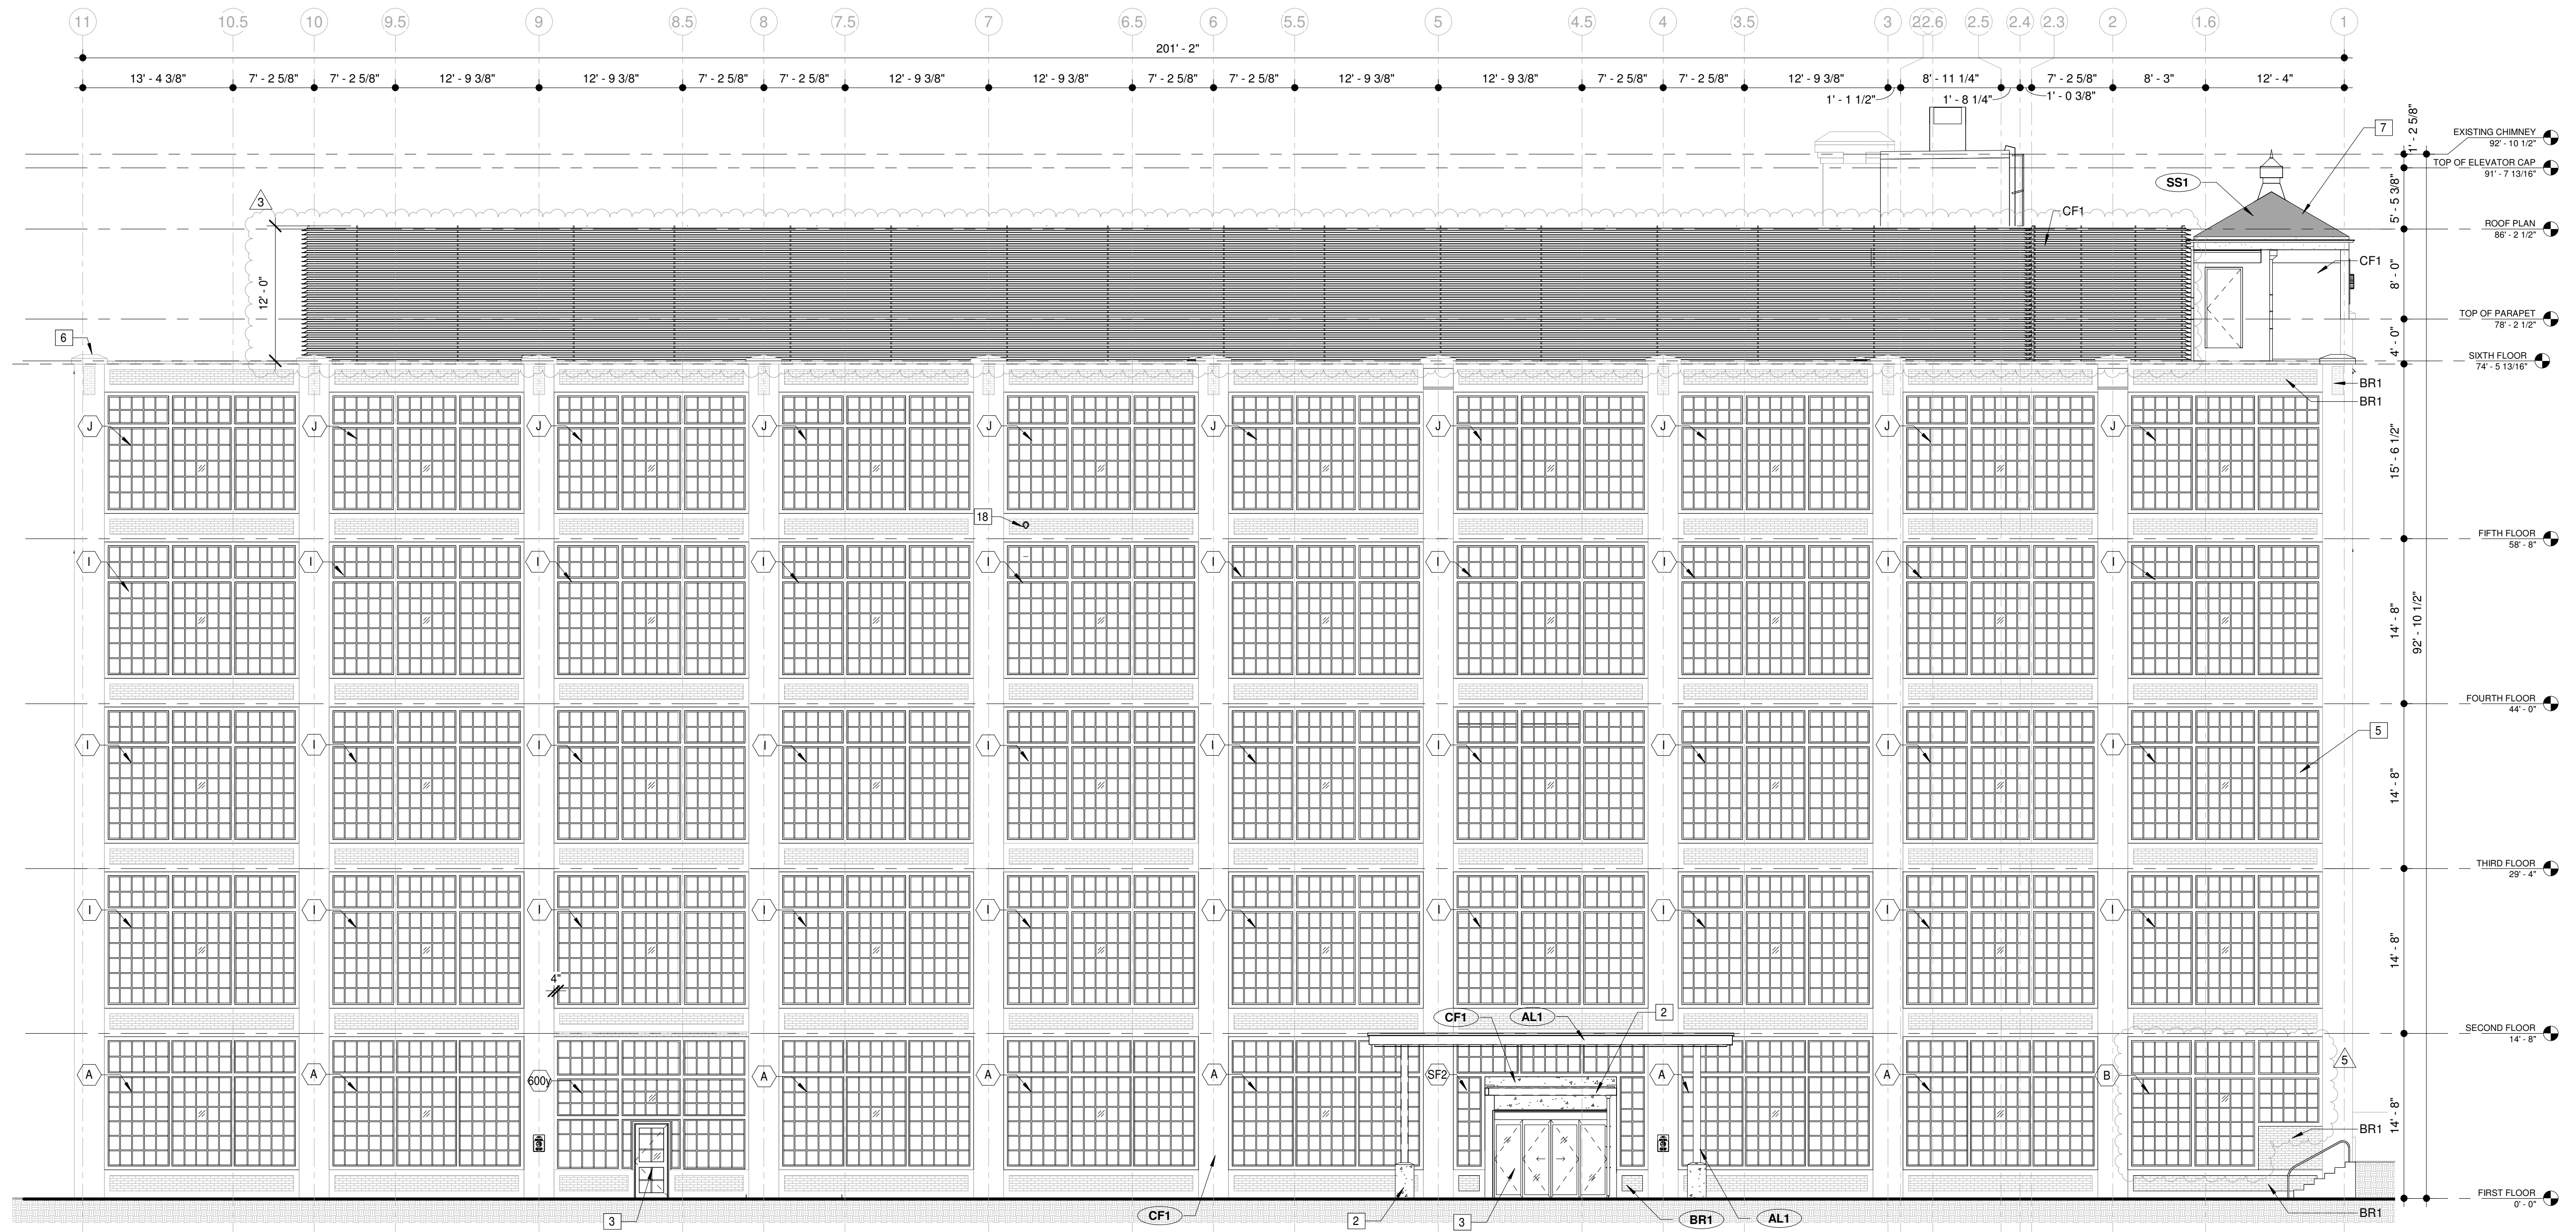 11 10.5 10 9.5 9 8.5 8 7.5 7 6.5 6 5.5 5 4.5 4 3.5 3 2.6 2.5 2.4 2.3 2 1.6 1
201' - 2"
13' - 4 3/8" 7' - 2 5/8" 7' - 2 5/8" 12' - 9 3/8" 12' - 9 3/8" 7' - 2 5/8" 7' - 2 5/8" 12' - 9 3/8" 12' - 9 3/8" 7' - 2 5/8" 7' - 2 5/8" 12' - 9 3/8" 12' - 9 3/8" 7' - 2 5/8" 7' - 2 5/8" 12' - 9 3/8" 8' - 11 1/4" 7' - 2 5/8" 8' - 3" 12' - 4"
1' - 1 1/2" 1' - 8 1/4" 1' - 0 3/8"
1' - 2 5/8"
7
EXISTING CHIMNEY
92' - 10 1/2"
TOP OF ELEVATOR CAP
91' - 7 13/16"
SS1
5' - 5 3/8"
3
CF1
ROOF PLAN
86' - 2 1/2"
CF1
12' - 0"
8' - 0"
TOP OF PARAPET
78' - 2 1/2"
6
4' - 0"
SIXTH FLOOR
74' - 5 13/16"
BR1
BR1
J J J J J J J J J J
15' - 6 1/2"
18
FIFTH FLOOR
58' - 8"
I I I I I I I I I I
14' - 8"
92' - 10 1/2"
FOURTH FLOOR
44' - 0"
5
I I I I I I I I I I
14' - 8"
THIRD FLOOR
29' - 4"
I I I I I I I I I I
14' - 8"
4"
CF1 AL1 2
SECOND FLOOR
14' - 8"
5
A A 600y A A A SF2 A A B
14' - 8"
BR1
FIRST FLOOR
0' - 0"
BR1
3 CF1 2 3 BR1 AL1